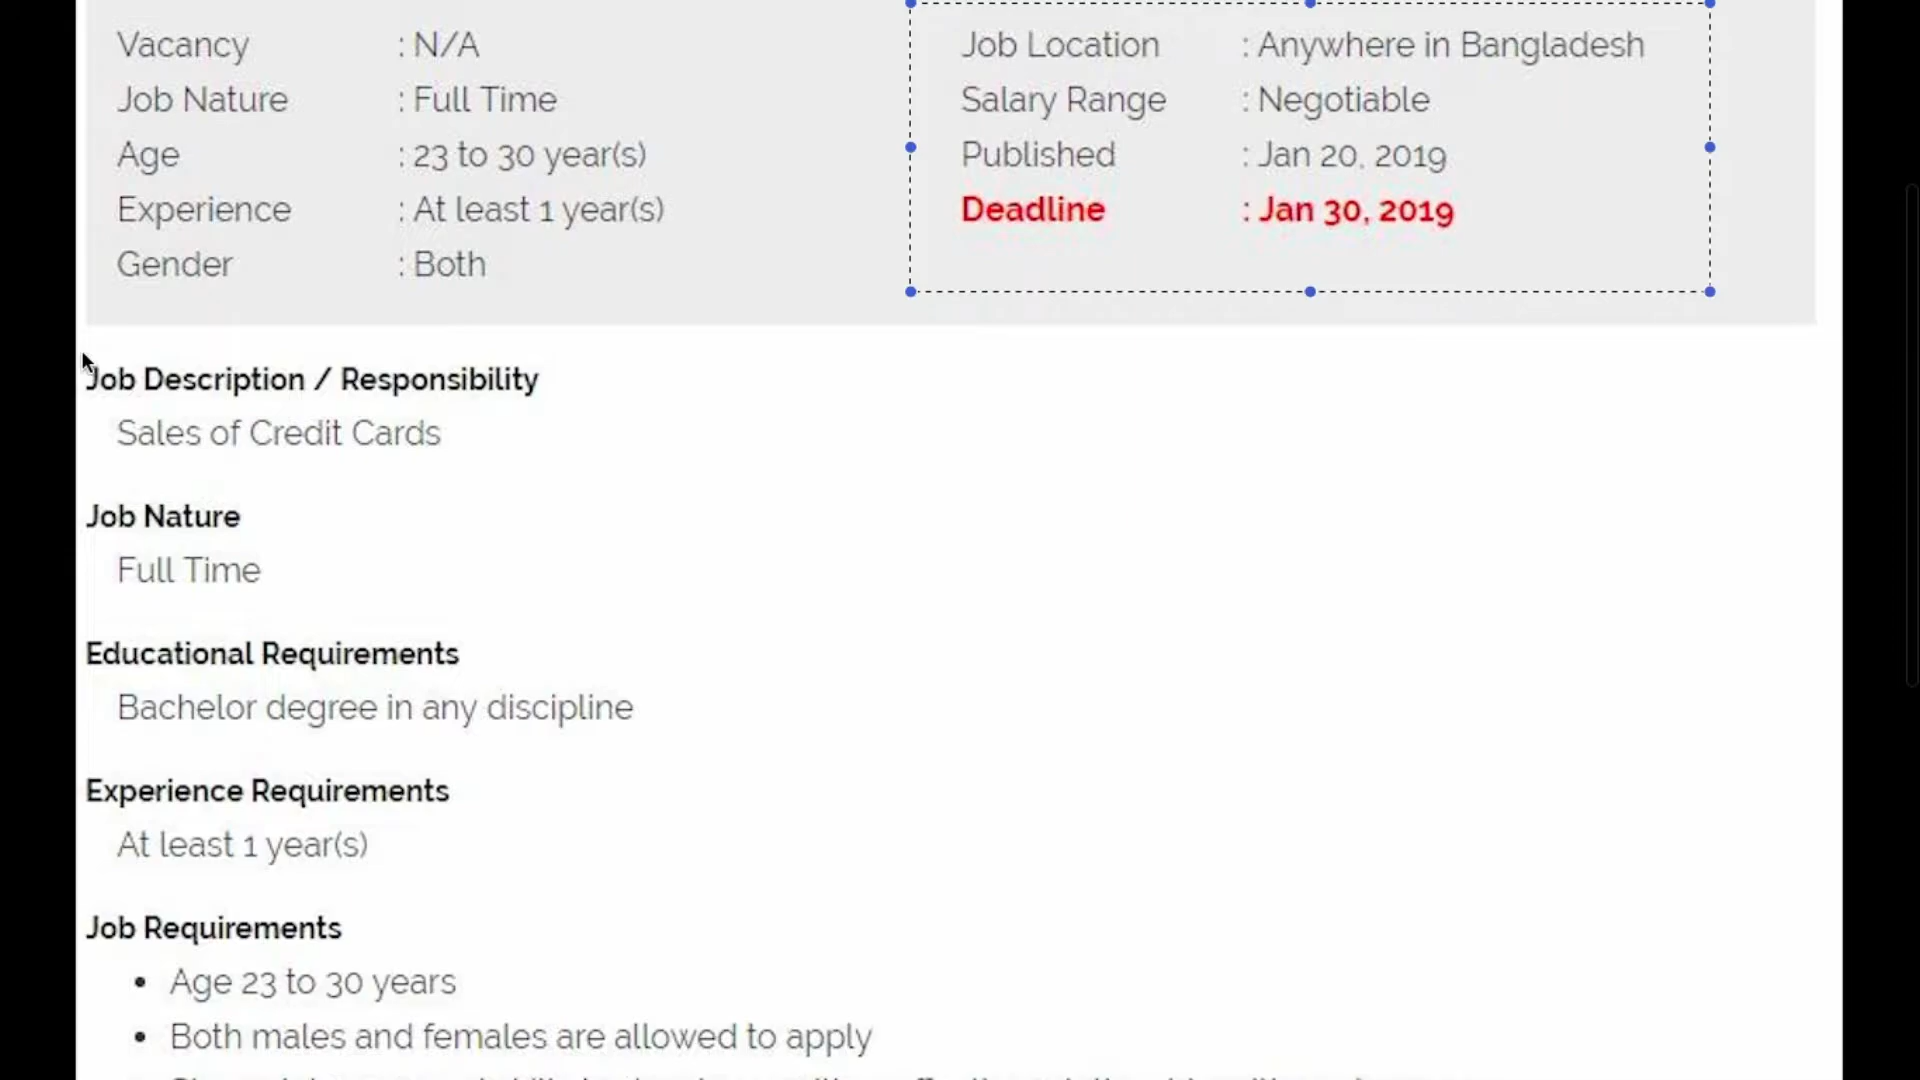 Vacancy : N/A
Job Nature : Full Time
Age : 23 to 30 year(s)
Experience : At least 1 year(s)
Gender : Both
Job Location : Anywhere in Bangladesh
Salary Range : Negotiable
Published : Jan 20, 2019
Deadline : Jan 30, 2019
Job Description / Responsibility
Sales of Credit Cards
Job Nature
Full Time
Educational Requirements
Bachelor degree in any discipline
Experience Requirements
At least 1 year(s)
Job Requirements
• Age 23 to 30 years
• Both males and females are allowed to apply